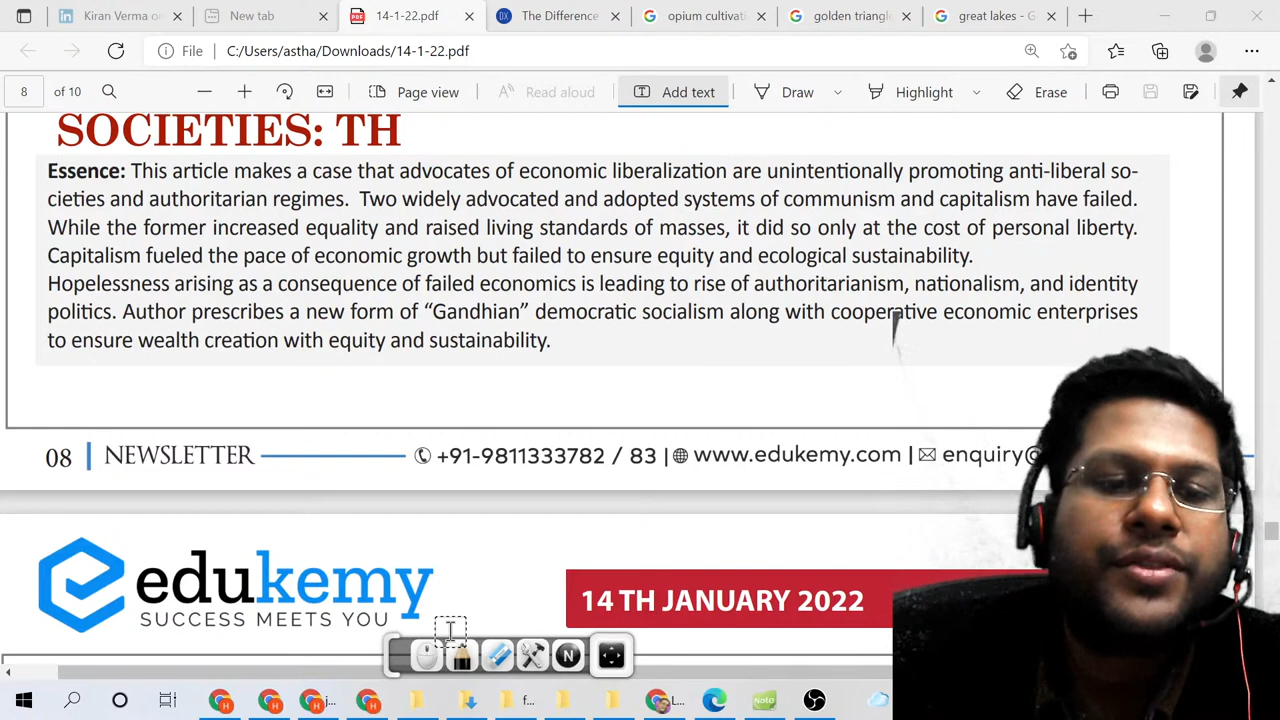 Kiran Verma on
New tab
14-1-22.pdf
The Difference
opium cultivati
golden triangle
great lakes - G
File
C:/Users/astha/Downloads/14-1-22.pdf
8
of 10
Page view
Read aloud
Add text
Draw
Highlight
Erase
SOCIETIES: TH
Essence: This article makes a case that advocates of economic liberalization are unintentionally promoting anti-liberal so-
cieties and authoritarian regimes. Two widely advocated and adopted systems of communism and capitalism have failed.
While the former increased equality and raised living standards of masses, it did so only at the cost of personal liberty.
Capitalism fueled the pace of economic growth but failed to ensure equity and ecological sustainability.
Hopelessness arising as a consequence of failed economics is leading to rise of authoritarianism, nationalism, and identity
politics. Author prescribes a new form of “Gandhian” democratic socialism along with cooperative economic enterprises
to ensure wealth creation with equity and sustainability.
08 | NEWSLETTER
+91-9811333782 / 83 | www.edukemy.com | enquiry@
edukemy
SUCCESS MEETS YOU
14 TH JANUARY 2022
N
j...
f...
L...
Note